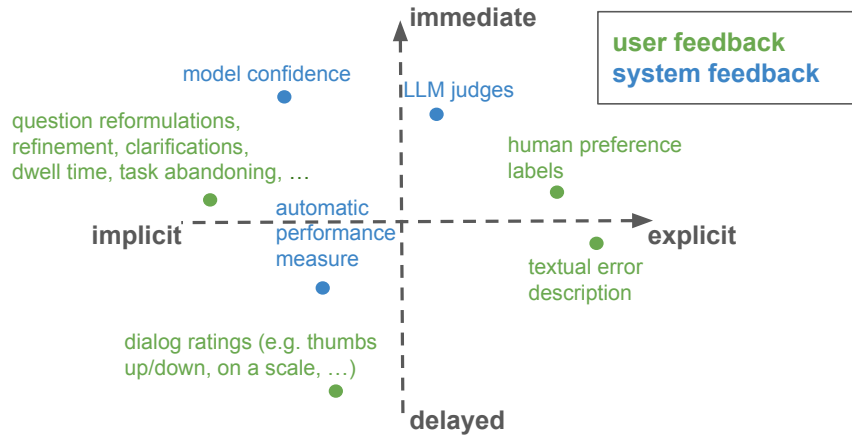 immediate
user feedback
system feedback
model confidence
LLM judges
question reformulations,
refinement, clarifications,
dwell time, task abandoning, …
human preference
labels
automatic
performance
measure
implicit
explicit
textual error
description
dialog ratings (e.g. thumbs
up/down, on a scale, …)
delayed